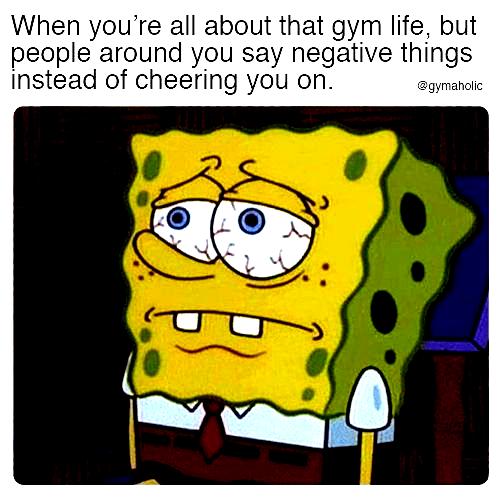 When you’re all about that gym life, but
people around you say negative things
instead of cheering you on.
@gymaholic